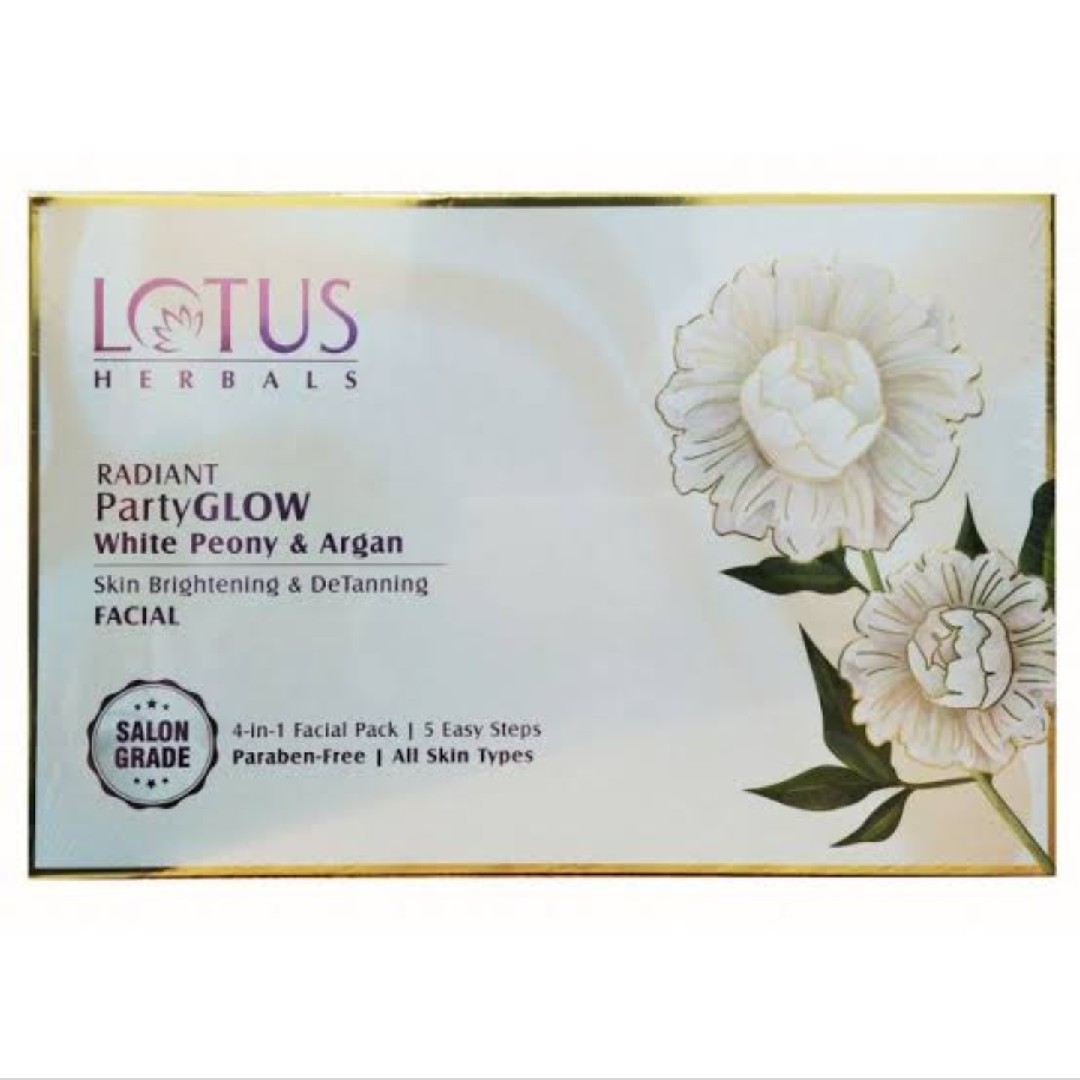 LOTUS
HERBALS
RADIANT
PartyGLOW
White Peony & Argan
Skin Brightening & DeTanning
FACIAL
SALON
GRADE
4-in-1 Facial Pack | 5 Easy Steps
Paraben-Free | All Skin Types